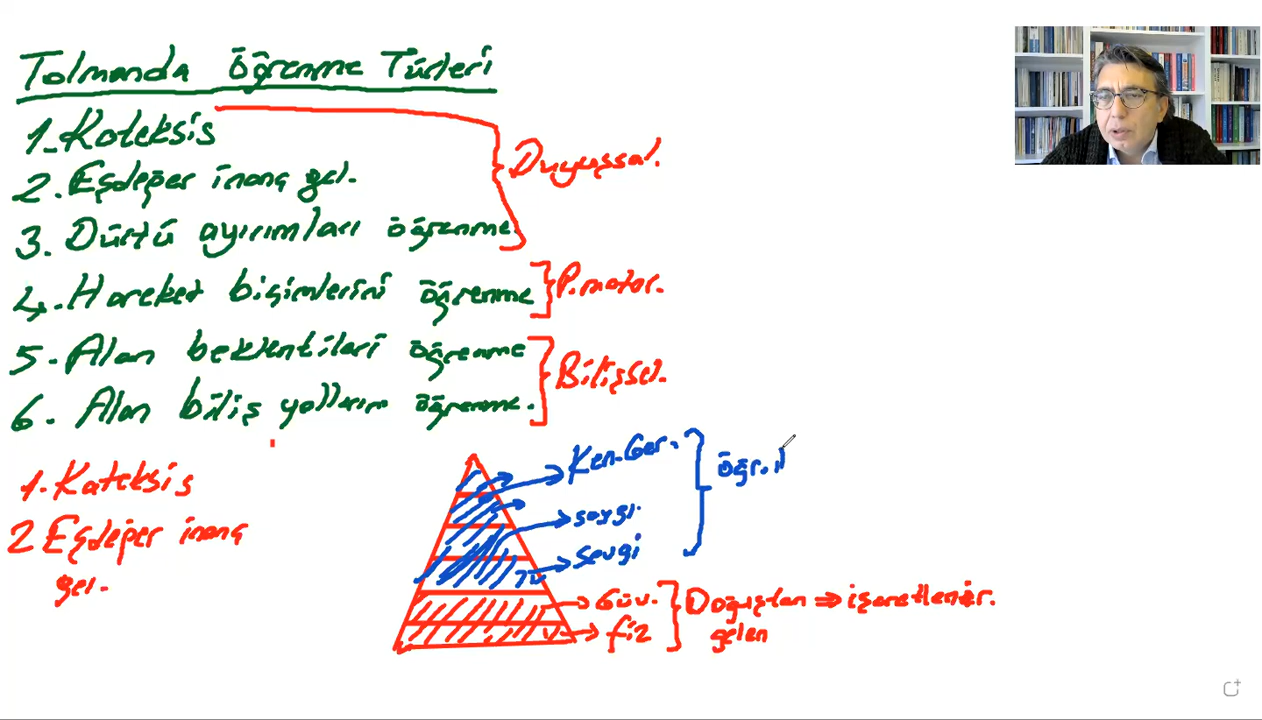 Tolmanda öğrenme Türleri
1. Kateksis
2. Eşdeğer inanç gel.
3. Dürtü ayırımları öğrenme.
4. Hareket biçimlerini öğrenme
5. Alan beklentileri öğrenme
6. Alan biliş yollarını öğrenme.
Duyuşsal.
P.motor.
Bilişsel.
1. Kateksis
2 Eşdeğer inanç
gel.
Ken. Ger.
saygı.
sevgi
öğr.
Güv.
fiz
Doğuştan ⇒ işaretlenir.
gelen